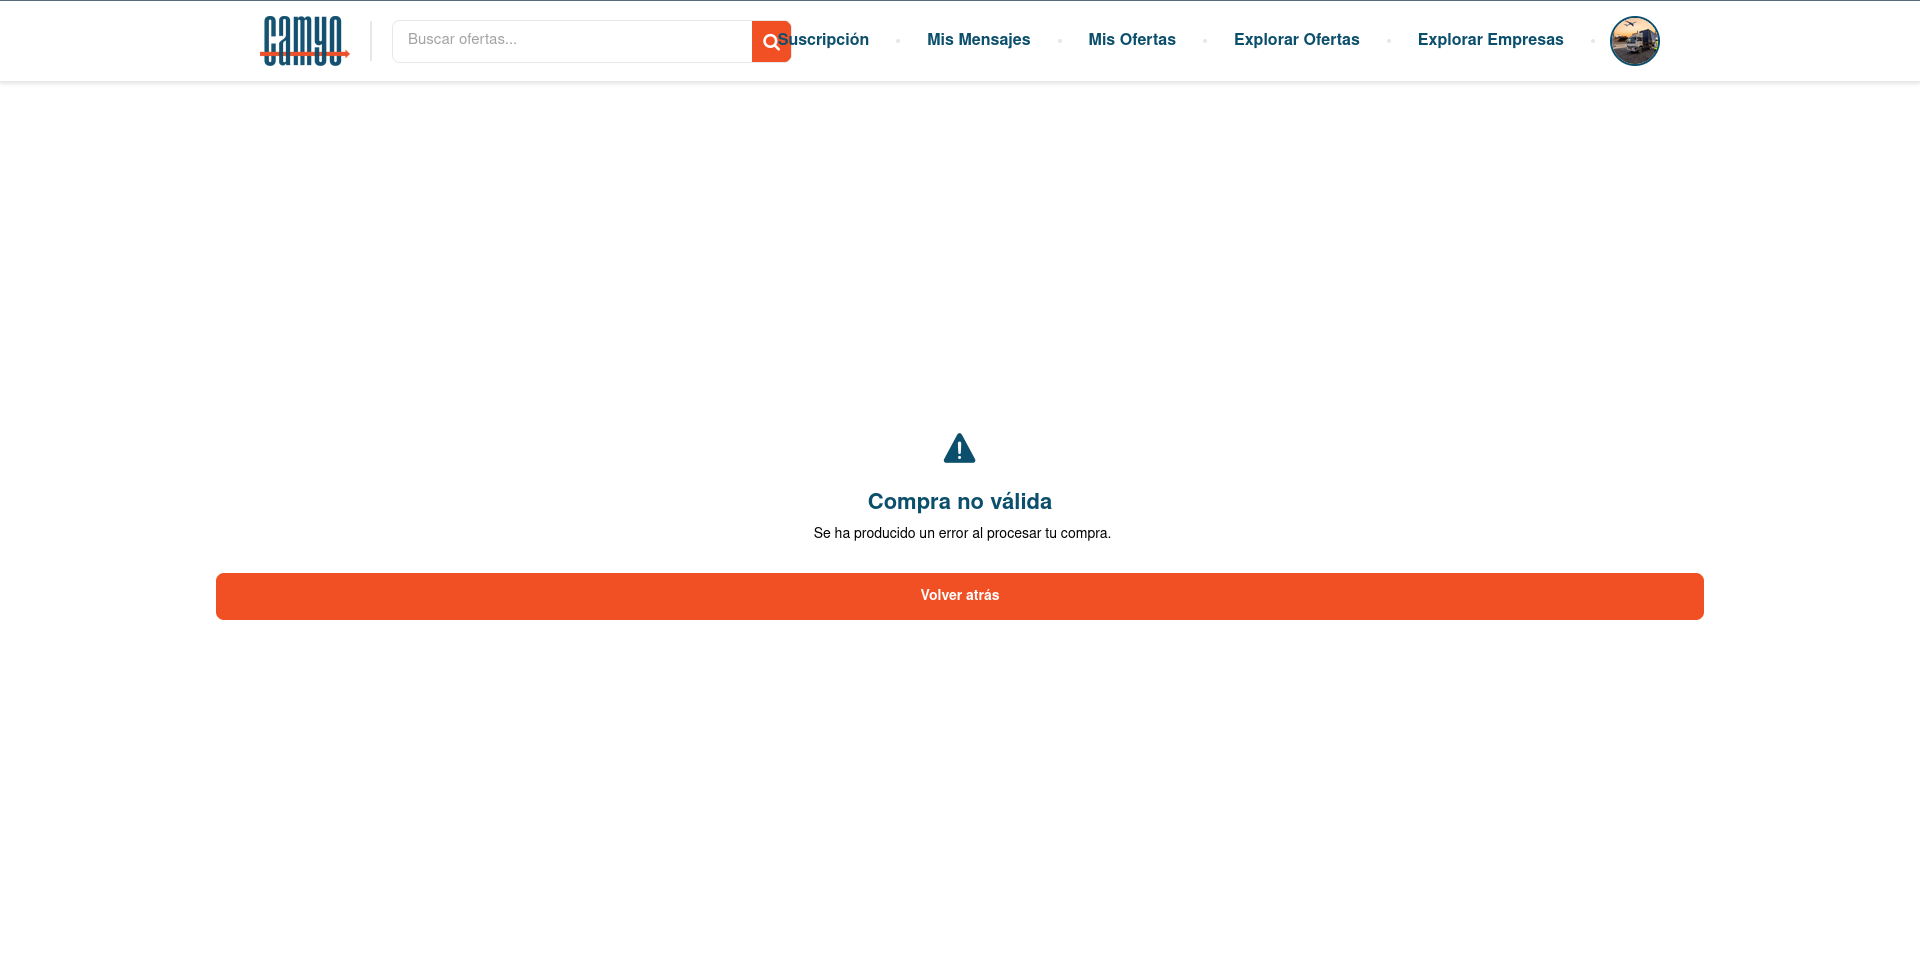 camyo
Buscar ofertas...
Suscripción
Mis Mensajes
Mis Ofertas
Explorar Ofertas
Explorar Empresas
Compra no válida
Se ha producido un error al procesar tu compra.
Volver atrás